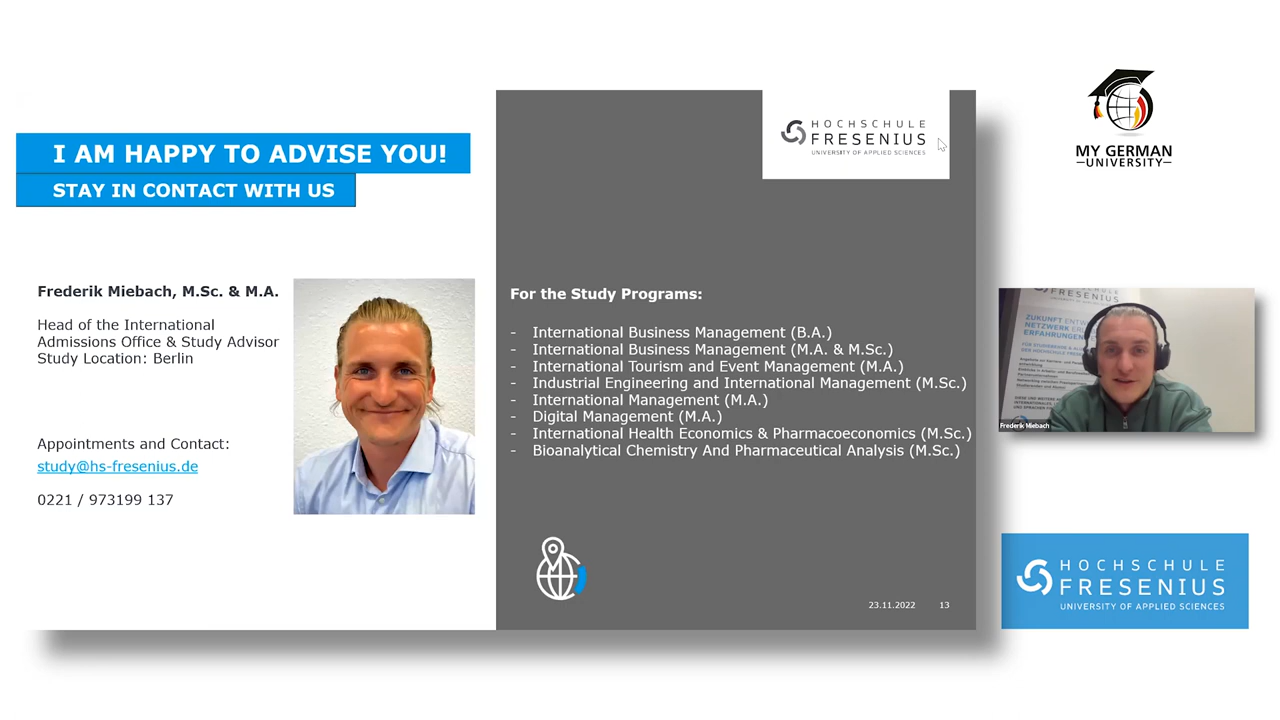 I AM HAPPY TO ADVISE YOU!
STAY IN CONTACT WITH US
Frederik Miebach, M.Sc. & M.A.
Head of the International
Admissions Office & Study Advisor
Study Location: Berlin
Appointments and Contact:
study@hs-fresenius.de
0221 / 973199 137
HOCHSCHULE
FRESENIUS
UNIVERSITY OF APPLIED SCIENCES
For the Study Programs:
- International Business Management (B.A.)
- International Business Management (M.A. & M.Sc.)
- International Tourism and Event Management (M.A.)
- Industrial Engineering and International Management (M.Sc.)
- International Management (M.A.)
- Digital Management (M.A.)
- International Health Economics & Pharmacoeconomics (M.Sc.)
- Bioanalytical Chemistry And Pharmaceutical Analysis (M.Sc.)
23.11.2022 13
MY GERMAN
UNIVERSITY
FRESENIUS
ZUKUNFT
NETZWERK
ERFAHRUNGEN
Frederik Miebach
HOCHSCHULE
FRESENIUS
UNIVERSITY OF APPLIED SCIENCES